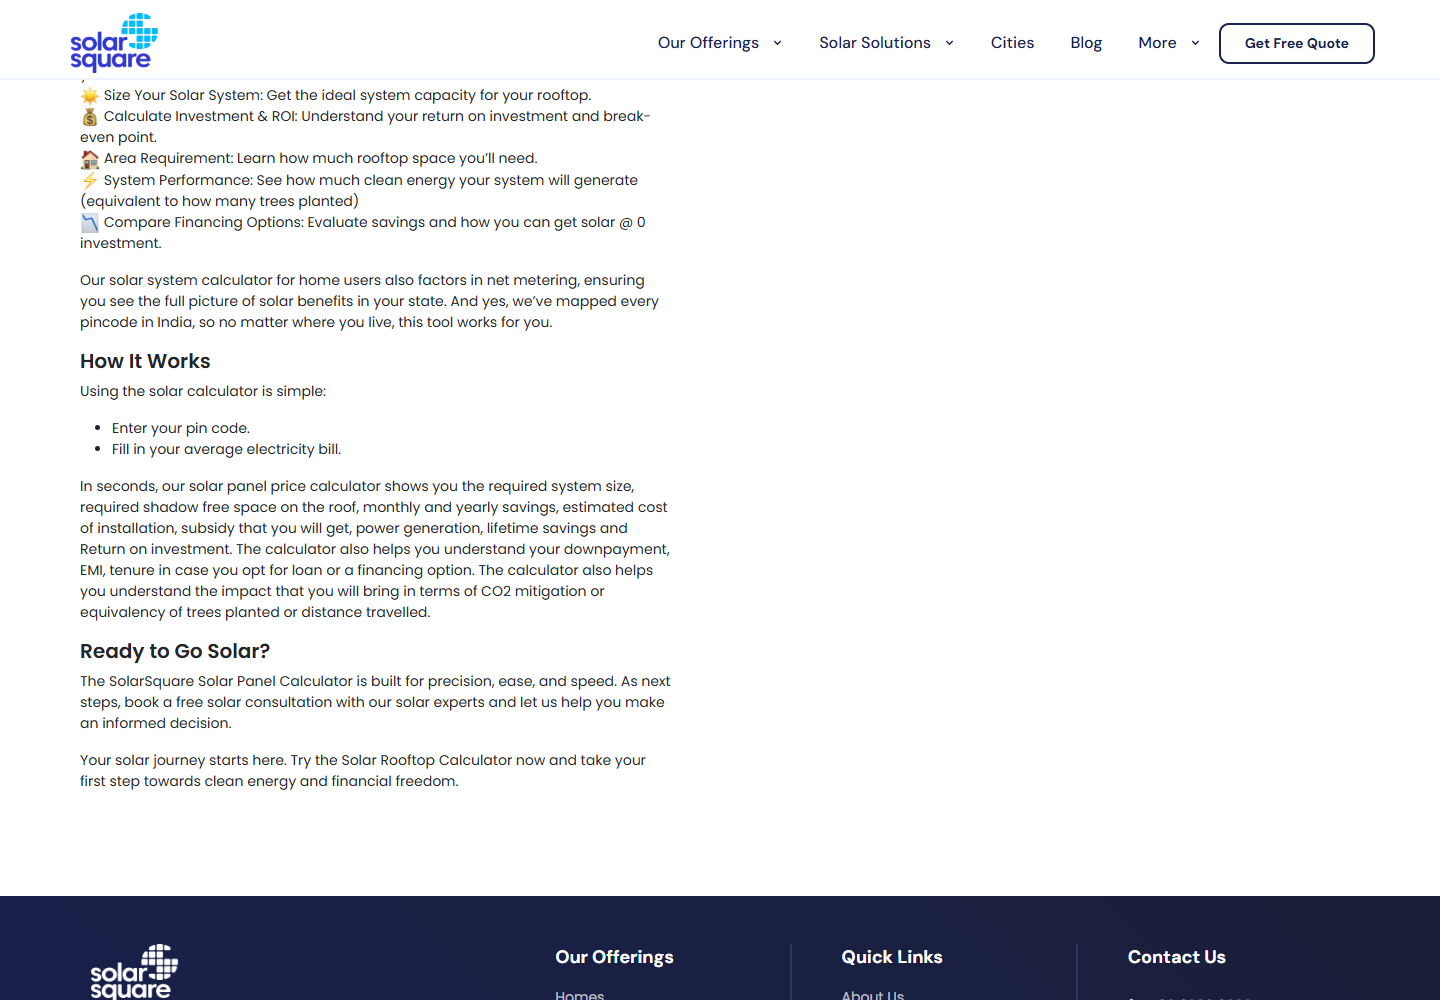 solar
square
Our Offerings
Solar Solutions
Cities
Blog
More
Get Free Quote
Size Your Solar System: Get the ideal system capacity for your rooftop.
Calculate Investment & ROI: Understand your return on investment and break-
even point.
Area Requirement: Learn how much rooftop space you’ll need.
System Performance: See how much clean energy your system will generate
(equivalent to how many trees planted)
Compare Financing Options: Evaluate savings and how you can get solar @ 0
investment.
Our solar system calculator for home users also factors in net metering, ensuring
you see the full picture of solar benefits in your state. And yes, we’ve mapped every
pincode in India, so no matter where you live, this tool works for you.
How It Works
Using the solar calculator is simple:
• Enter your pin code.
• Fill in your average electricity bill.
In seconds, our solar panel price calculator shows you the required system size,
required shadow free space on the roof, monthly and yearly savings, estimated cost
of installation, subsidy that you will get, power generation, lifetime savings and
Return on investment. The calculator also helps you understand your downpayment,
EMI, tenure in case you opt for loan or a financing option. The calculator also helps
you understand the impact that you will bring in terms of CO2 mitigation or
equivalency of trees planted or distance travelled.
Ready to Go Solar?
The SolarSquare Solar Panel Calculator is built for precision, ease, and speed. As next
steps, book a free solar consultation with our solar experts and let us help you make
an informed decision.
Your solar journey starts here. Try the Solar Rooftop Calculator now and take your
first step towards clean energy and financial freedom.
solar
square
Our Offerings
Homes
Quick Links
About Us
Contact Us